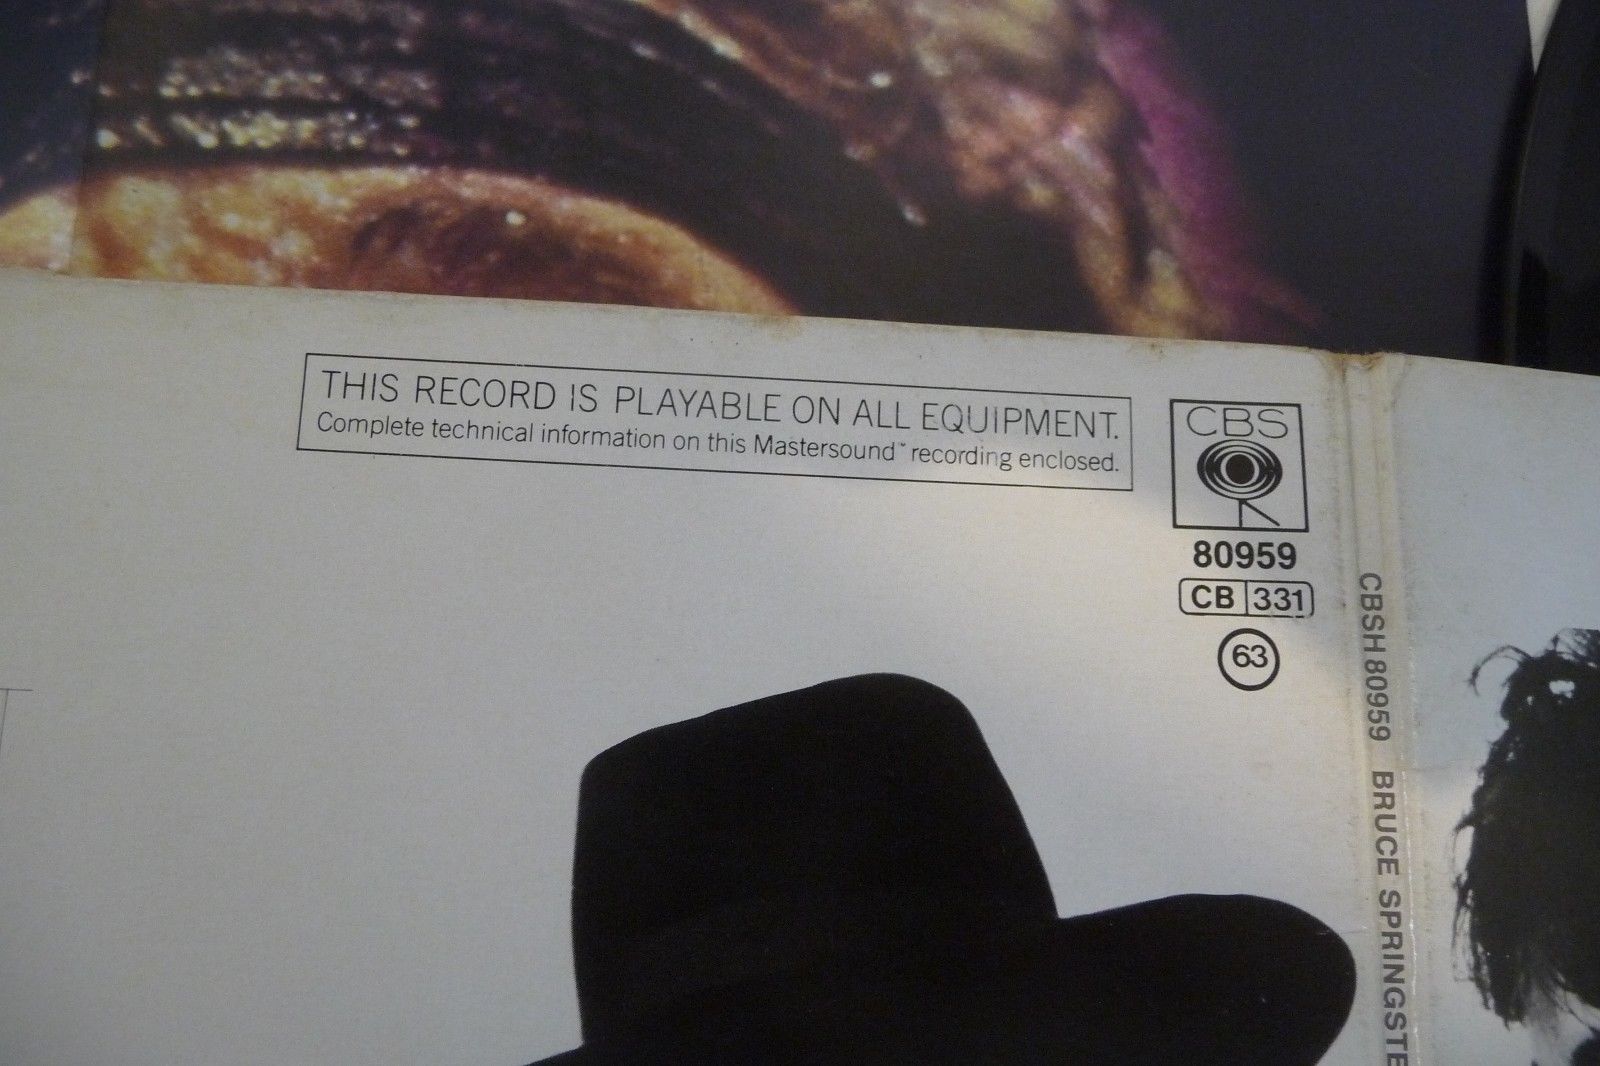 THIS RECORD IS PLAYABLE ON ALL EQUIPMENT.
Complete technical information on this Mastersound™ recording enclosed.
CBS
80959
CB 331
63
CBSH 80959 BRUCE SPRINGSTE